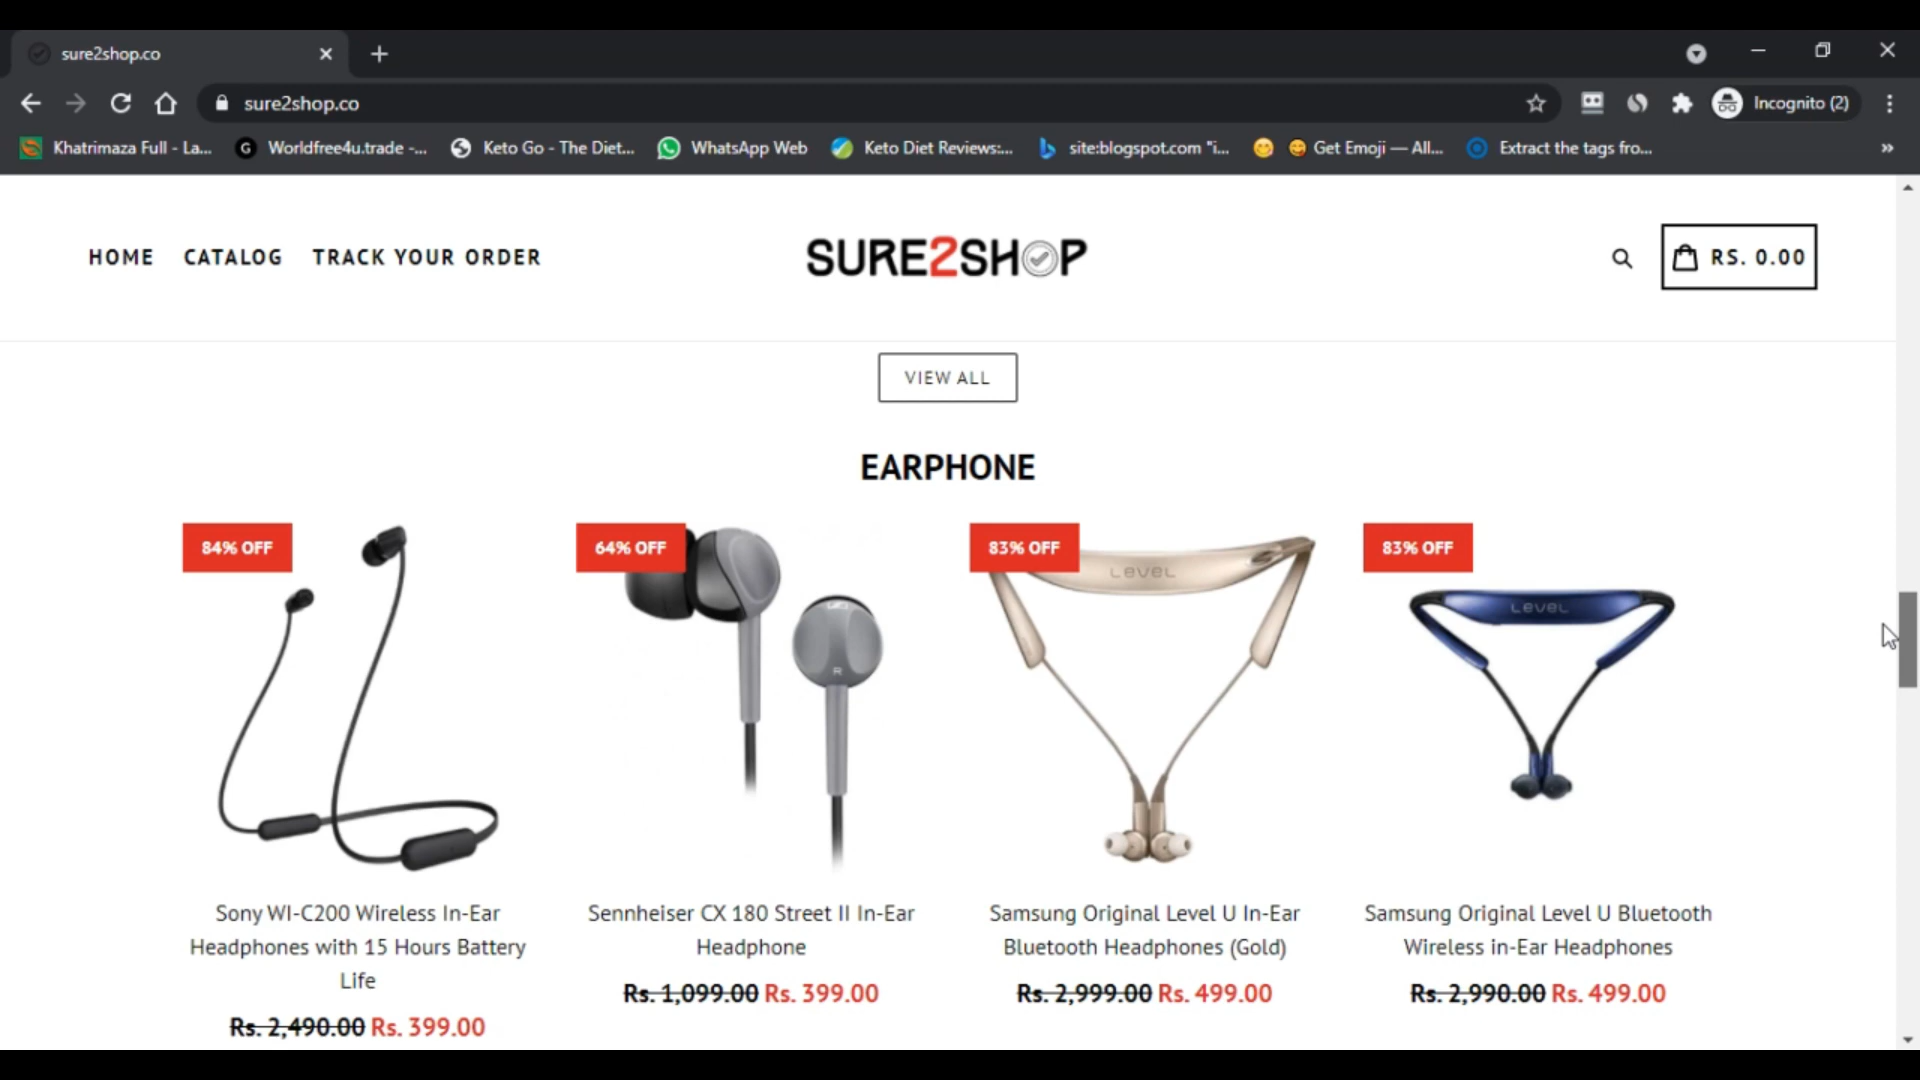 sure2shop.co
sure2shop.co
Incognito (2)
Khatrimaza Full - La...
Worldfree4u.trade -...
Keto Go - The Diet...
WhatsApp Web
Keto Diet Reviews:...
site:blogspot.com "i...
Get Emoji — All...
Extract the tags fro...
»
HOME CATALOG TRACK YOUR ORDER
SURE2SHOP
RS. 0.00
VIEW ALL
EARPHONE
84% OFF
64% OFF
83% OFF
83% OFF
LEVEL
LEVEL
R
Sony WI-C200 Wireless In-Ear
Headphones with 15 Hours Battery
Life
Rs. 2,490.00 Rs. 399.00
Sennheiser CX 180 Street II In-Ear
Headphone
Rs. 1,099.00 Rs. 399.00
Samsung Original Level U In-Ear
Bluetooth Headphones (Gold)
Rs. 2,999.00 Rs. 499.00
Samsung Original Level U Bluetooth
Wireless in-Ear Headphones
Rs. 2,990.00 Rs. 499.00